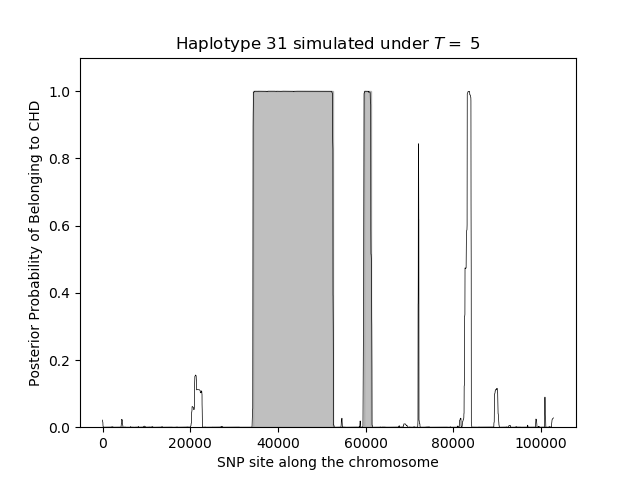 Haplotype 31 simulated under T = 5
Posterior Probability of Belonging to CHD
1.0
0.8
0.6
0.4
0.2
0.0
0 20000 40000 60000 80000 100000
SNP site along the chromosome